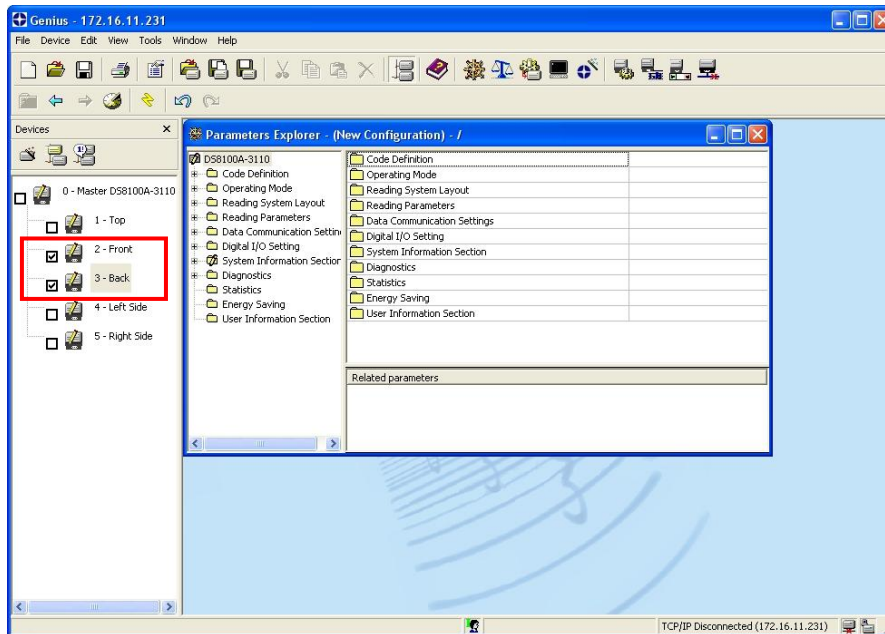 Genius - 172.16.11.231
File Device Edit View Tools Window Help
Devices
0 - Master DS8100A-3110
1 - Top
2 - Front
3 - Back
4 - Left Side
5 - Right Side
Parameters Explorer - (New Configuration) - /
DS8100A-3110
Code Definition
Operating Mode
Reading System Layout
Reading Parameters
Data Communication Settin
Digital I/O Setting
System Information Section
Diagnostics
Statistics
Energy Saving
User Information Section
Code Definition
Operating Mode
Reading System Layout
Reading Parameters
Data Communication Settings
Digital I/O Setting
System Information Section
Diagnostics
Statistics
Energy Saving
User Information Section
Related parameters
TCP/IP Disconnected (172.16.11.231)